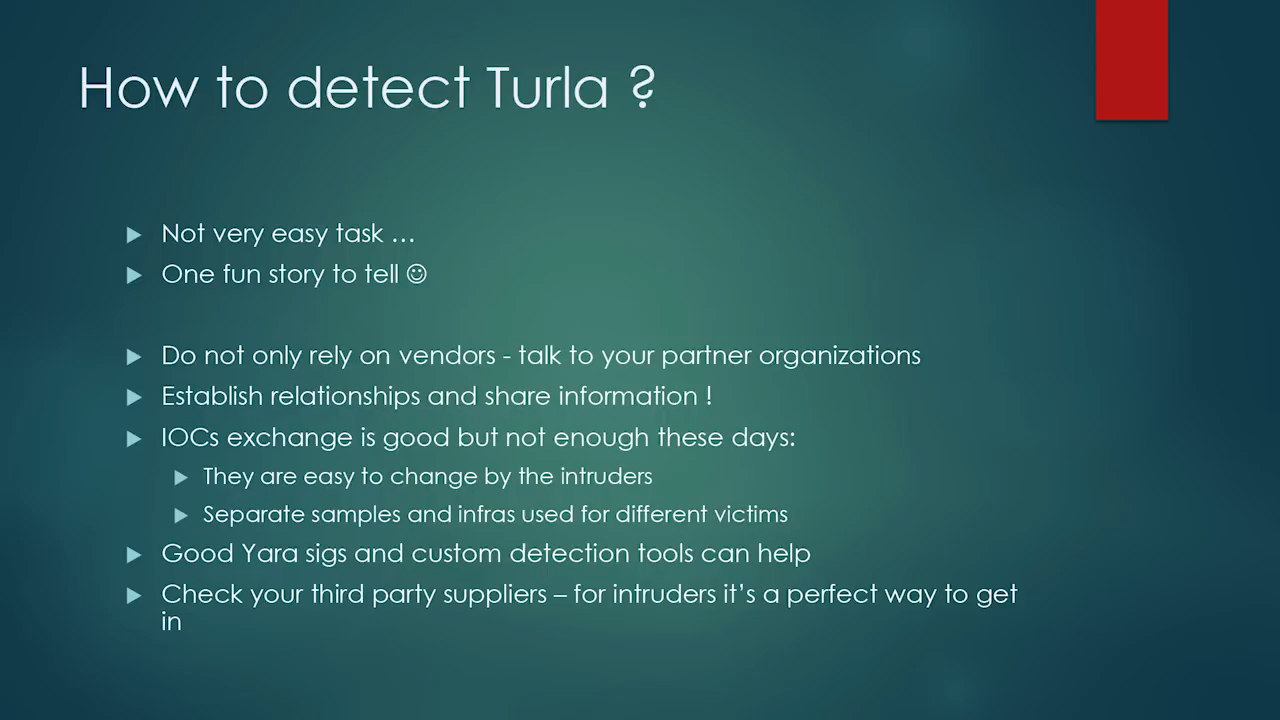 How to detect Turla ?
Not very easy task …
One fun story to tell ☺
Do not only rely on vendors - talk to your partner organizations
Establish relationships and share information !
IOCs exchange is good but not enough these days:
They are easy to change by the intruders
Separate samples and infras used for different victims
Good Yara sigs and custom detection tools can help
Check your third party suppliers – for intruders it’s a perfect way to get
in